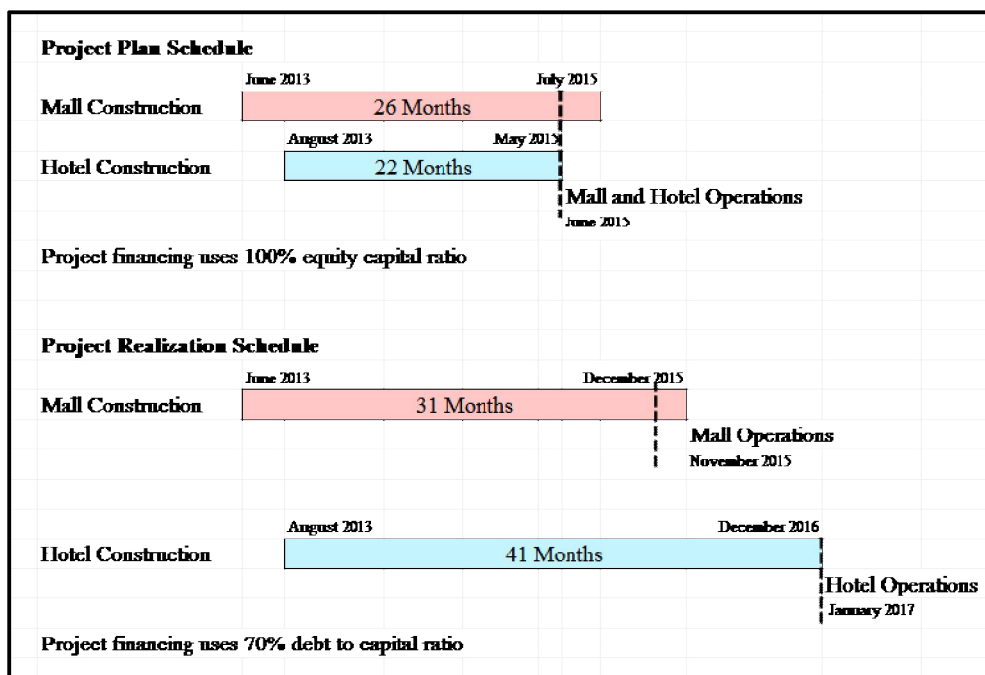 Project Plan Schedule
June 2013 July 2015
Mall Construction 26 Months
August 2013 May 2015
Hotel Construction 22 Months
Mall and Hotel Operations
June 2015
Project financing uses 100% equity capital ratio
Project Realization Schedule
June 2013 December 2015
Mall Construction 31 Months
Mall Operations
November 2015
August 2013 December 2016
Hotel Construction 41 Months
Hotel Operations
January 2017
Project financing uses 70% debt to capital ratio